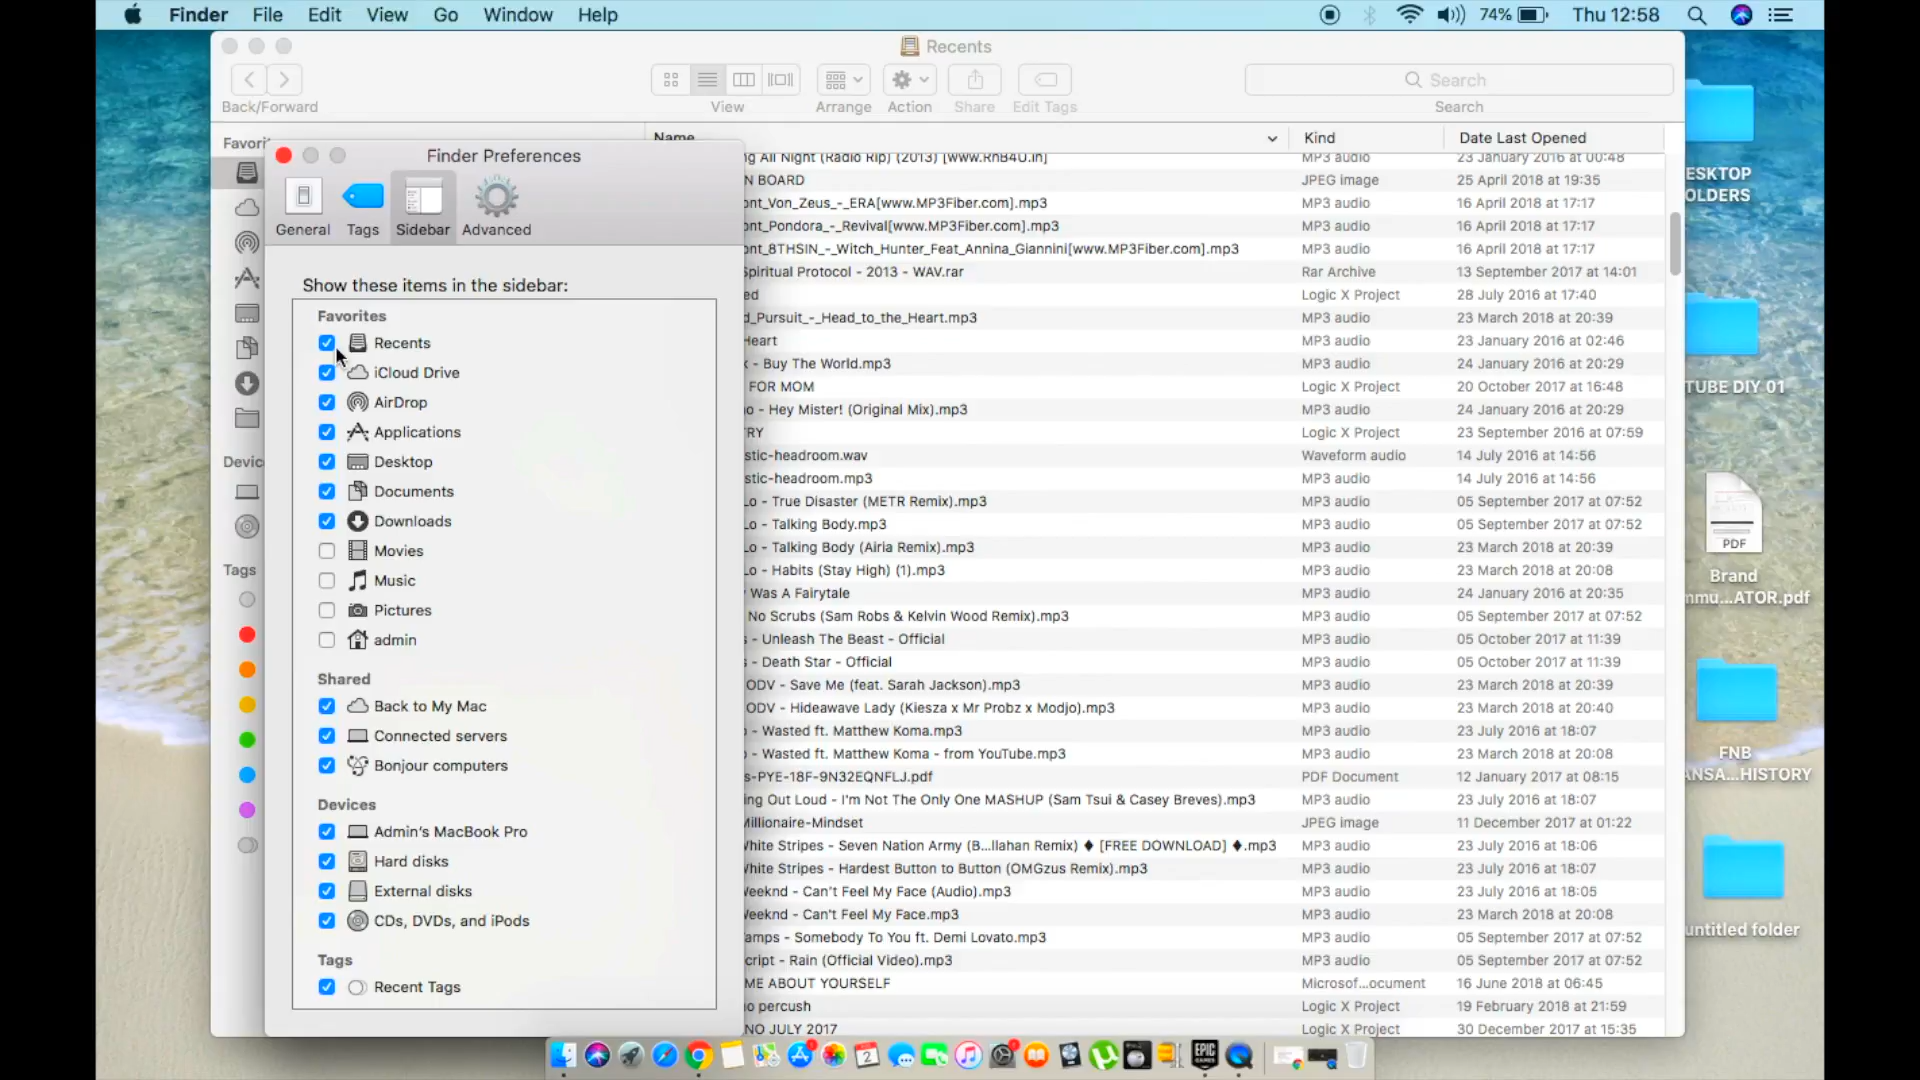 Finder File Edit View Go Window Help 74% Thu 12:58
Recents
Search
Back/Forward View Arrange Action Share Edit Tags Search
Name Kind Date Last Opened
Finder Preferences
General Tags Sidebar Advanced
Show these items in the sidebar:
Favorites
Recents
iCloud Drive
AirDrop
Applications
Desktop
Documents
Downloads
Movies
Music
Pictures
admin
Shared
Back to My Mac
Connected servers
Bonjour computers
Devices
Admin's MacBook Pro
Hard disks
External disks
CDs, DVDs, and iPods
Tags
Recent Tags
Favorit
Devic
Tags
ng All Night (Radio Rip) (2013) [www.RnB4U.in] MP3 audio 23 January 2016 at 00:48
N BOARD JPEG image 25 April 2018 at 19:35
ont_Von_Zeus_-_ERA[www.MP3Fiber.com].mp3 MP3 audio 16 April 2018 at 17:17
ont_Pondora_-_Revival[www.MP3Fiber.com].mp3 MP3 audio 16 April 2018 at 17:17
ont_8THSIN_-_Witch_Hunter_Feat_Annina_Giannini[www.MP3Fiber.com].mp3 MP3 audio 16 April 2018 at 17:17
Spiritual Protocol - 2013 - WAV.rar Rar Archive 13 September 2017 at 14:01
ed Logic X Project 28 July 2016 at 17:40
d_Pursuit_-_Head_to_the_Heart.mp3 MP3 audio 23 March 2018 at 20:39
Heart MP3 audio 23 January 2016 at 02:46
- Buy The World.mp3 MP3 audio 24 January 2016 at 20:29
FOR MOM Logic X Project 20 October 2017 at 16:48
o - Hey Mister! (Original Mix).mp3 MP3 audio 24 January 2016 at 20:29
RY Logic X Project 23 September 2016 at 07:59
stic-headroom.wav Waveform audio 14 July 2016 at 14:56
stic-headroom.mp3 MP3 audio 14 July 2016 at 14:56
Lo - True Disaster (METR Remix).mp3 MP3 audio 05 September 2017 at 07:52
Lo - Talking Body.mp3 MP3 audio 05 September 2017 at 07:52
Lo - Talking Body (Airia Remix).mp3 MP3 audio 23 March 2018 at 20:39
Lo - Habits (Stay High) (1).mp3 MP3 audio 23 March 2018 at 20:08
Was A Fairytale MP3 audio 24 January 2016 at 20:35
No Scrubs (Sam Robs & Kelvin Wood Remix).mp3 MP3 audio 05 September 2017 at 07:52
s - Unleash The Beast - Official MP3 audio 05 October 2017 at 11:39
s - Death Star - Official MP3 audio 05 October 2017 at 11:39
ODV - Save Me (feat. Sarah Jackson).mp3 MP3 audio 23 March 2018 at 20:39
ODV - Hideawave Lady (Kiesza x Mr Probz x Modjo).mp3 MP3 audio 23 March 2018 at 20:40
o - Wasted ft. Matthew Koma.mp3 MP3 audio 23 July 2016 at 18:07
o - Wasted ft. Matthew Koma - from YouTube.mp3 MP3 audio 23 March 2018 at 20:08
s-PYE-18F-9N32EQNFLJ.pdf PDF Document 12 January 2017 at 08:15
ing Out Loud - I'm Not The Only One MASHUP (Sam Tsui & Casey Breves).mp3 MP3 audio 23 July 2016 at 18:07
Millionaire-Mindset JPEG image 11 December 2017 at 01:22
White Stripes - Seven Nation Army (B...llahan Remix) ♦ [FREE DOWNLOAD] ♦.mp3 MP3 audio 23 July 2016 at 18:06
White Stripes - Hardest Button to Button (OMGzus Remix).mp3 MP3 audio 23 July 2016 at 18:07
Weeknd - Can't Feel My Face (Audio).mp3 MP3 audio 23 July 2016 at 18:05
Weeknd - Can't Feel My Face.mp3 MP3 audio 23 March 2018 at 20:08
amps - Somebody To You ft. Demi Lovato.mp3 MP3 audio 05 September 2017 at 07:52
cript - Rain (Official Video).mp3 MP3 audio 05 September 2017 at 07:52
ME ABOUT YOURSELF Microsof...ocument 16 June 2018 at 06:45
o percush Logic X Project 19 February 2018 at 21:59
NO JULY 2017 Logic X Project 30 December 2017 at 15:35
ESKTOP
OLDERS
TUBE DIY 01
PDF
Brand
mmu...ATOR.pdf
FNB
ANSA...HISTORY
untitled folder
2
EPIC
GAMES